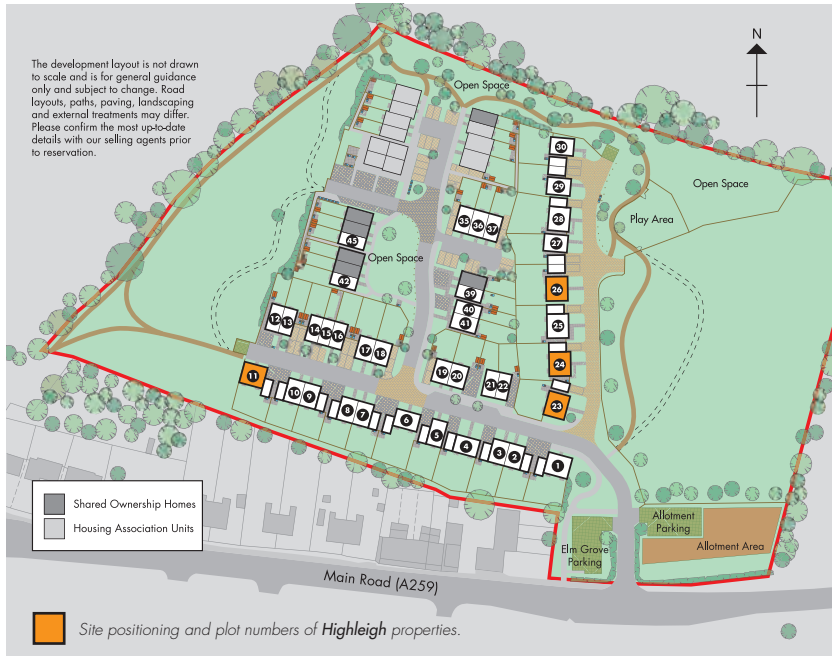 The development layout is not drawn
to scale and is for general guidance
only and subject to change. Road
layouts, paths, paving, landscaping
and external treatments may differ.
Please confirm the most up-to-date
details with our selling agents prior
to reservation.
N
Open Space
Open Space
Play Area
Open Space
30
29
28
27
26
25
24
23
35
36
37
45
42
39
40
41
12
13
14
15
16
17
18
19
20
21
22
11
10
9
8
7
6
5
4
3
2
1
Shared Ownership Homes
Housing Association Units
Elm Grove
Parking
Allotment
Parking
Allotment Area
Main Road (A259)
Site positioning and plot numbers of Highleigh properties.